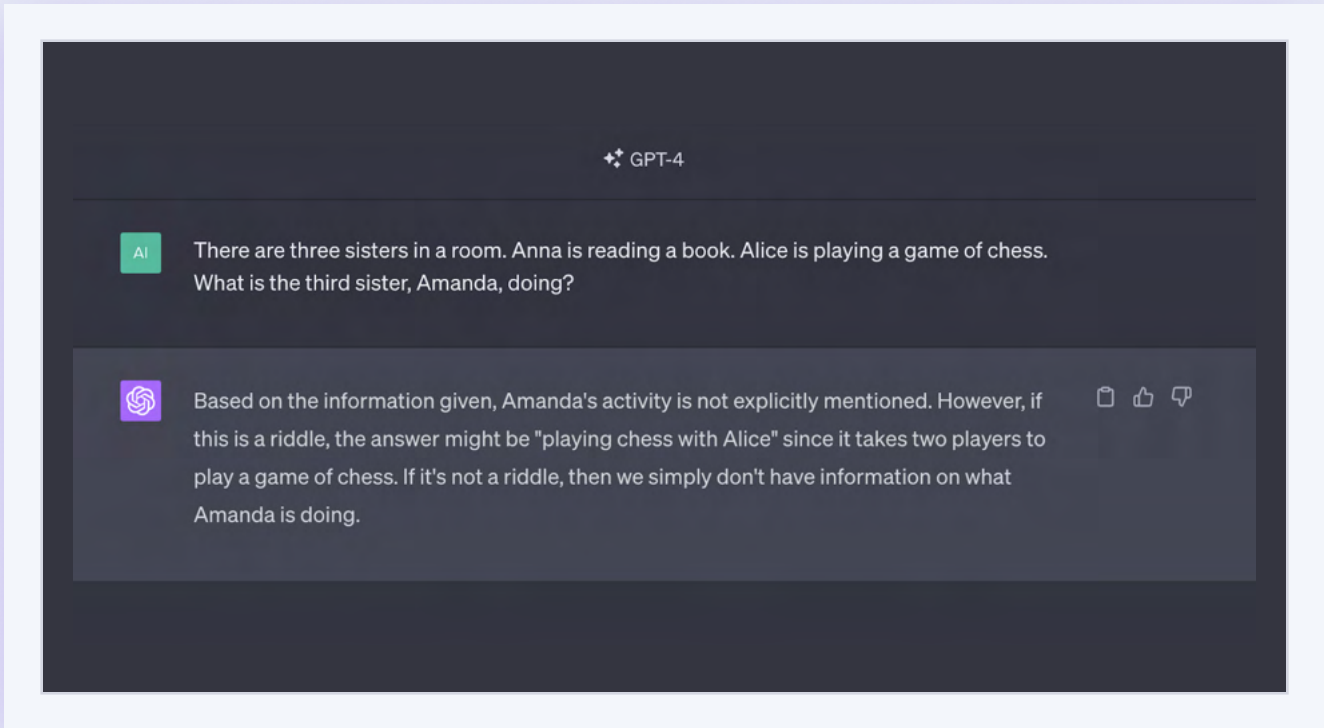 GPT-4
AI
There are three sisters in a room. Anna is reading a book. Alice is playing a game of chess.
What is the third sister, Amanda, doing?
Based on the information given, Amanda's activity is not explicitly mentioned. However, if
this is a riddle, the answer might be "playing chess with Alice" since it takes two players to
play a game of chess. If it's not a riddle, then we simply don't have information on what
Amanda is doing.